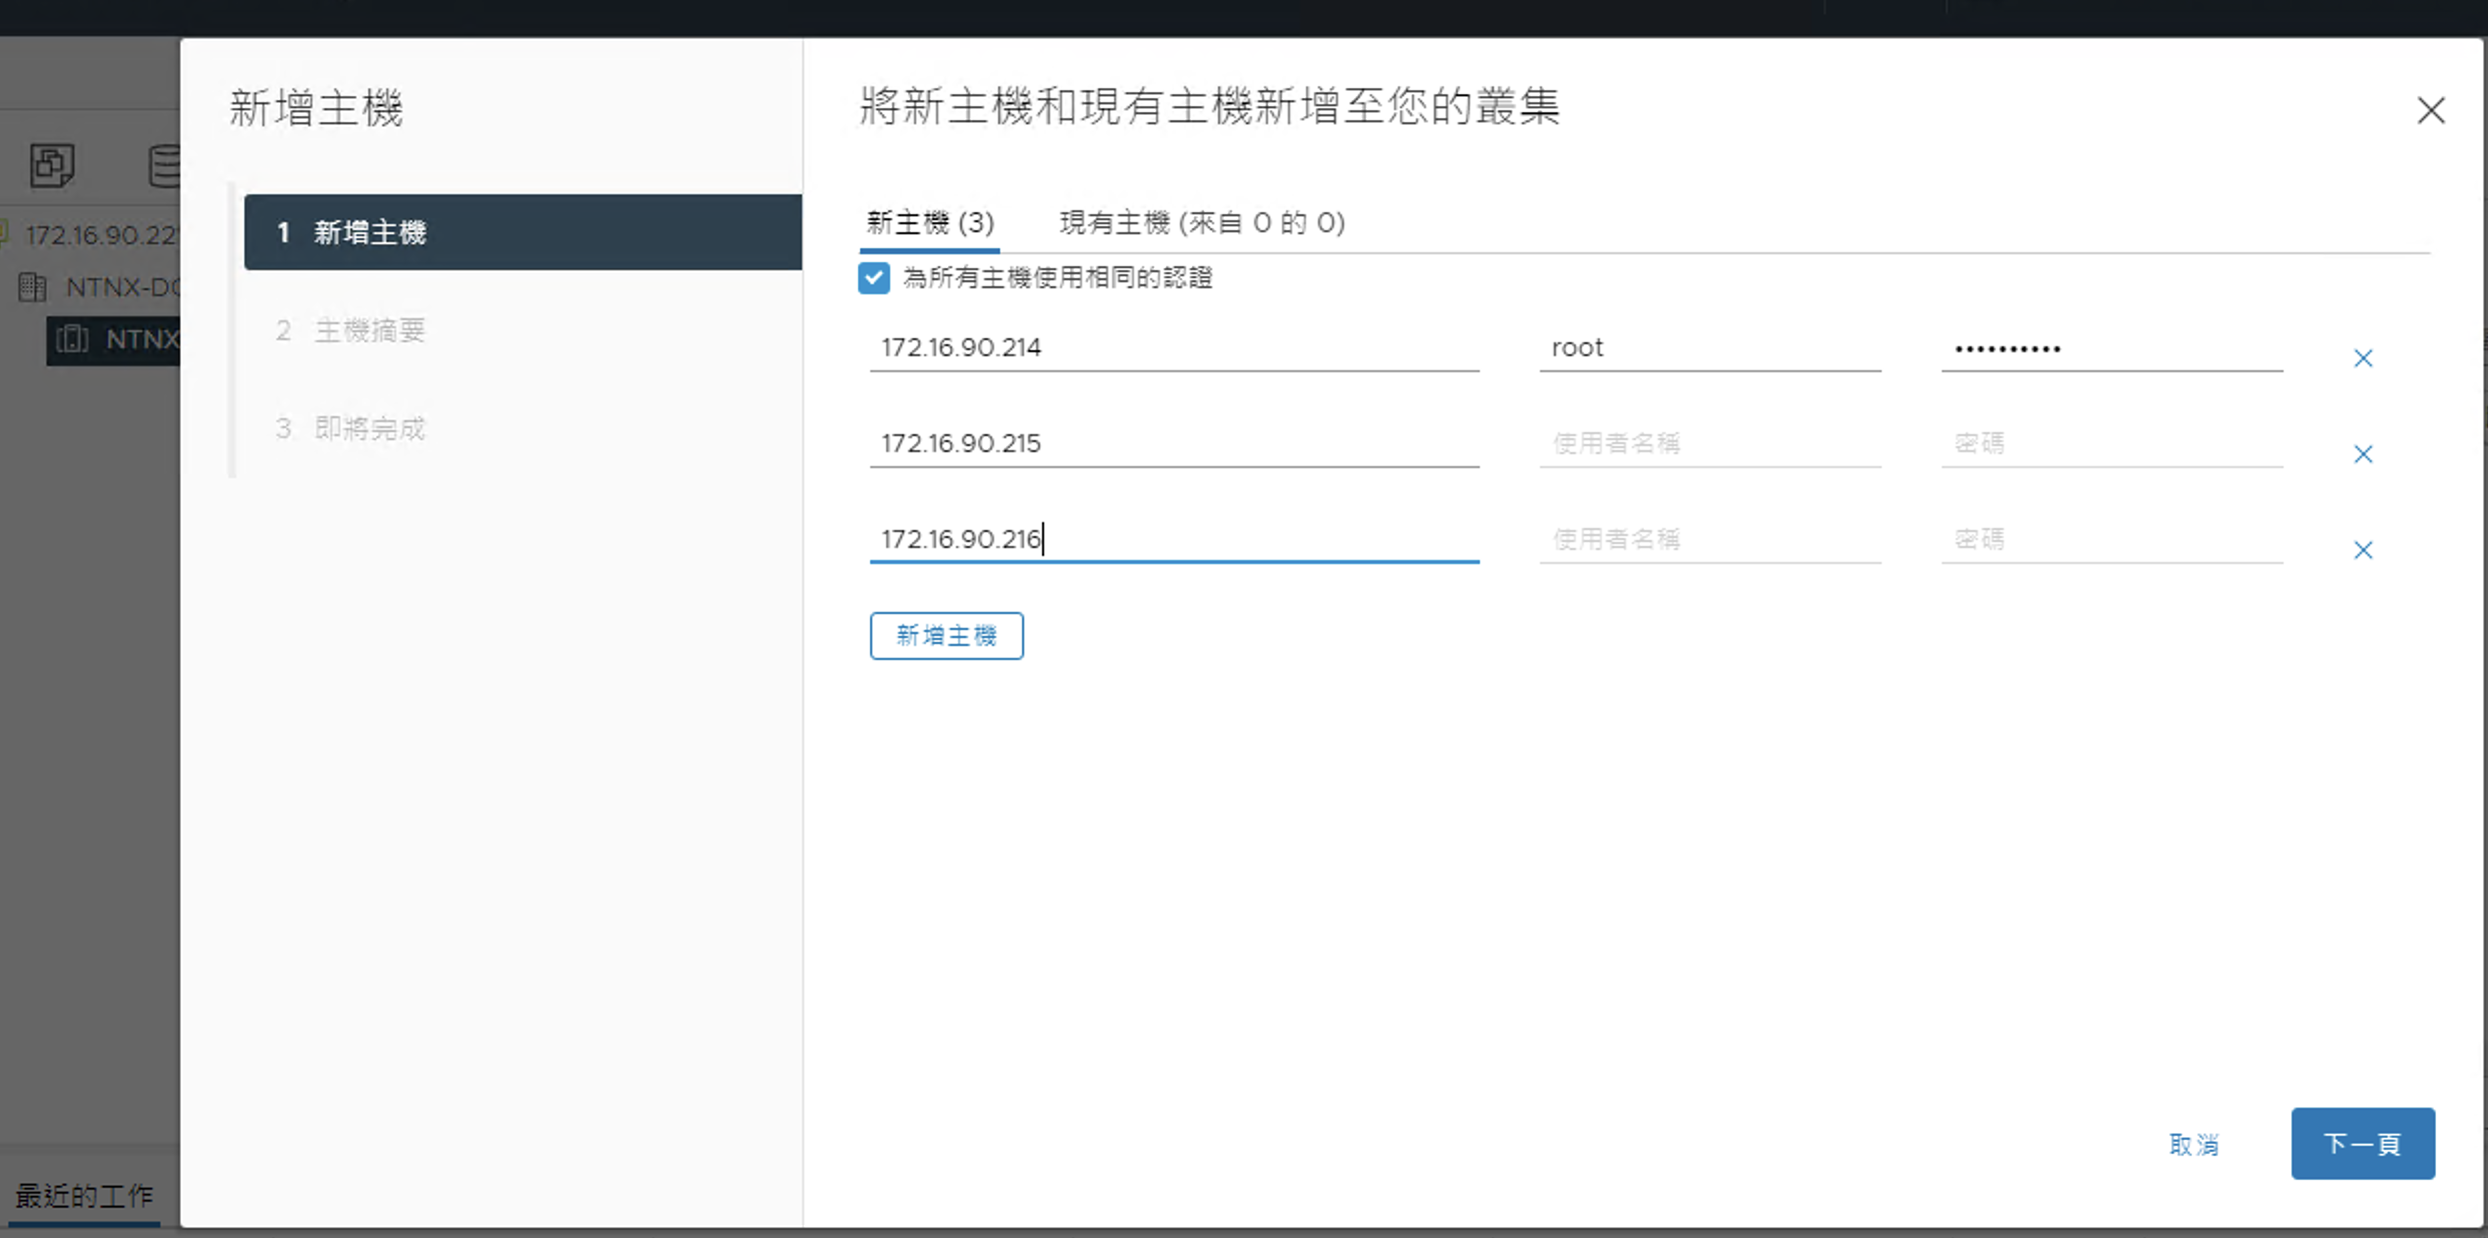 新增主機
將新主機和現有主機新增至您的叢集
1 新增主機
2 主機摘要
3 即將完成
新主機 (3)
現有主機 (來自 0 的 0)
為所有主機使用相同的認證
172.16.90.214 root ••••••••••
172.16.90.215 使用者名稱 密碼
172.16.90.216 使用者名稱 密碼
新增主機
取消
下一頁
172.16.90.22
NTNX-D
NTNX
最近的工作